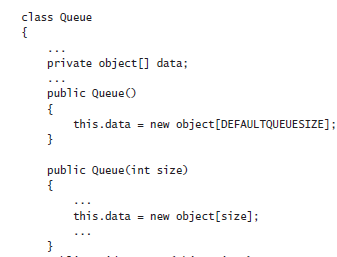 class Queue
{
    ...
    private object[] data;
    ...
    public Queue()
    {
        this.data = new object[DEFAULTQUEUESIZE];
    }

    public Queue(int size)
    {
        ...
        this.data = new object[size];
        ...
    }